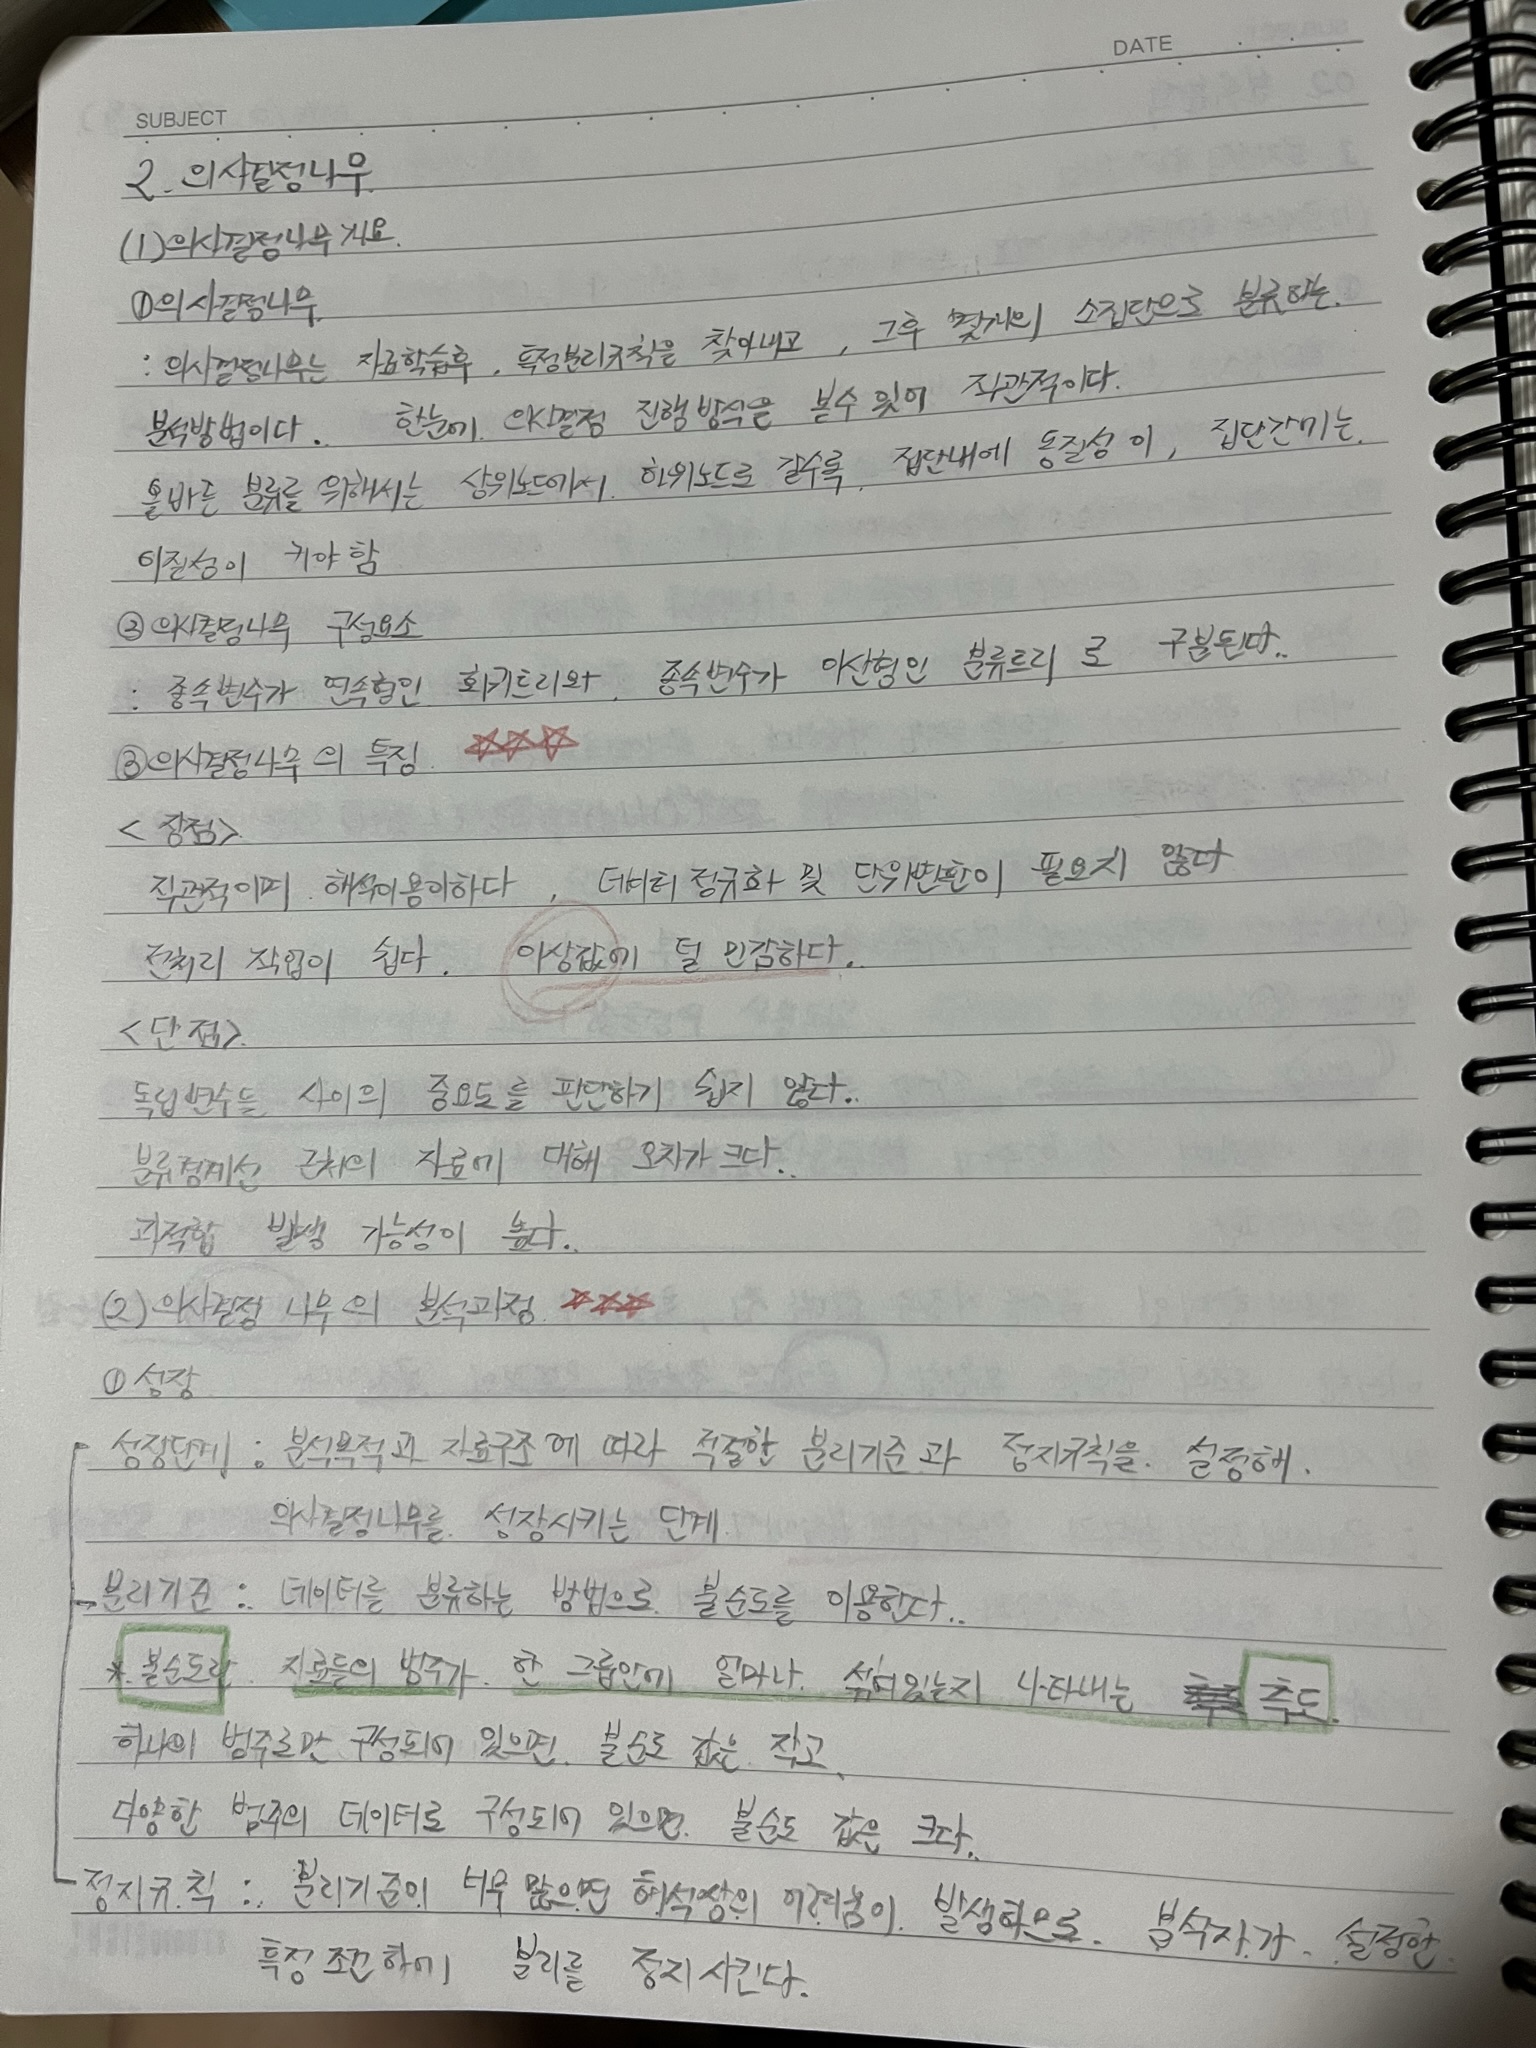 DATE
SUBJECT
2. 의사결정나무
(1) 의사결정나무 개요.
① 의사결정나무.
: 의사결정나무는 자료학습후, 특정분리규칙을 찾아내고, 그후 몇개의 소집단으로 분류하는.
분석방법이다. 한눈에 의사결정 진행방식을 볼수 있어 직관적이다.
올바른 분류를 위해서는 상위노드에서 하위노드로 갈수록 집단내에 동질성이, 집단간에는.
이질성이 커야함
② 의사결정나무 구성요소
: 종속변수가 연속형인 회귀트리와, 종속변수가 이산형인 분류트리로 구분된다.
③ 의사결정나무의 특징 ☆☆☆
<장점>
직관적이며 해석이용이하다, 데이터 정규화 및 단위변환이 필요치 않다
전처리 작업이 쉽다. 이상값에 덜 민감하다.
<단점>
독립변수들 사이의 중요도를 판단하기 쉽지 않다.
분류경계선 근처의 자료에 대해 오차가 크다.
과적합 발생 가능성이 높다.
(2) 의사결정 나무의 분석과정 ☆☆☆
① 성장
성장단계 : 분석목적과 자료구조에 따라 적절한 분리기준과 정지규칙을 설정해.
의사결정나무를 성장시키는 단계
분리기준 : 데이터를 분류하는 방법으로 불순도를 이용한다.
* 불순도란 자료들의 범주가 한 그룹안에 얼마나 섞여있는지 나타내는 측도.
하나의 범주로만 구성되어 있으면 불순도 값은 작고,
다양한 범주의 데이터로 구성되어 있으면 불순도 값은 크다.
정지규칙 : 분리기준이 너무 많으면 해석상의 어려움이 발생하므로. 분석자가 설정한
특정조건하에 분리를 정지시킨다.